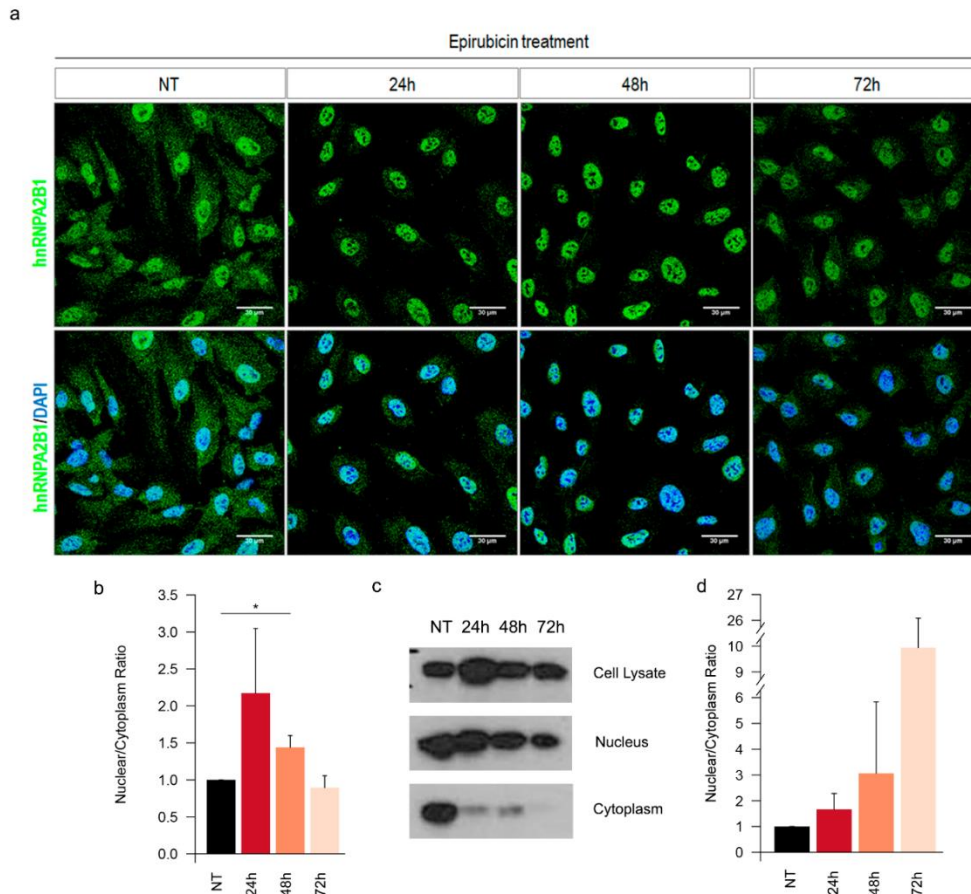 a
Epirubicin treatment
NT 24h 48h 72h
hnRNPA2B1
30 µm 30 µm 30 µm 30 µm
hnRNPA2B1/DAPI
30 µm 30 µm 30 µm 30 µm
b
Nuclear/Cytoplasm Ratio
3.5
3.0
2.5
2.0
1.5
1.0
0.5
0.0
*
NT 24h 48h 72h
c
NT 24h 48h 72h
Cell Lysate
Nucleus
Cytoplasm
d
Nuclear/Cytoplasm Ratio
27
26
10
9
6
5
4
3
2
1
0
NT 24h 48h 72h